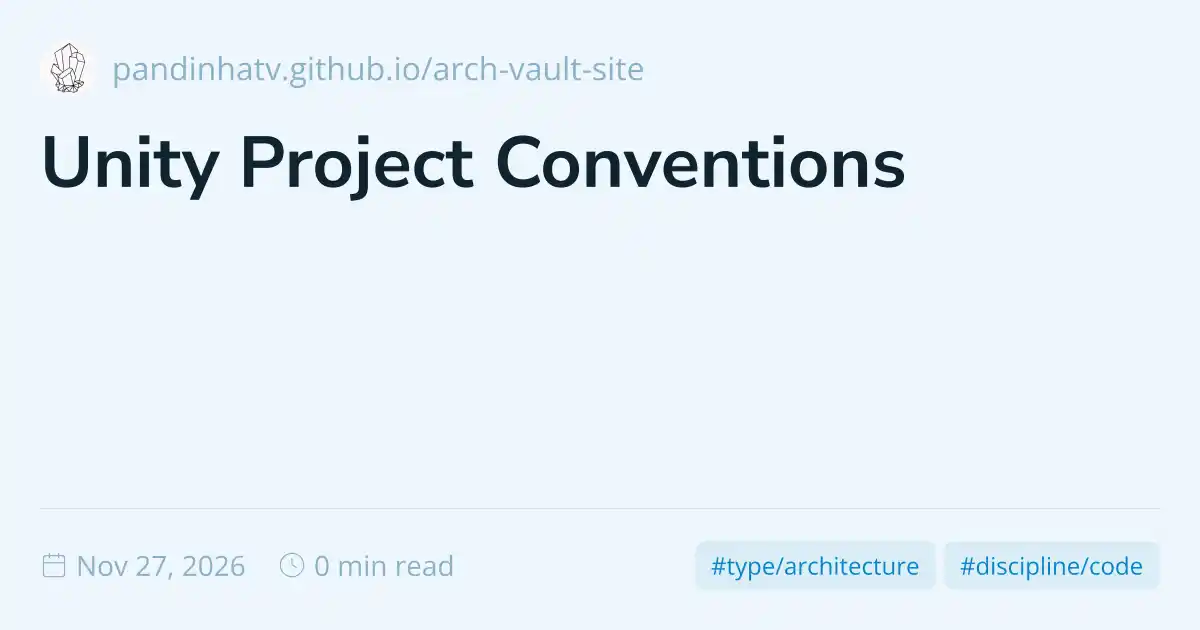 pandinhatv.github.io/arch-vault-site
Unity Project Conventions
Nov 27, 2026 0 min read #type/architecture #discipline/code